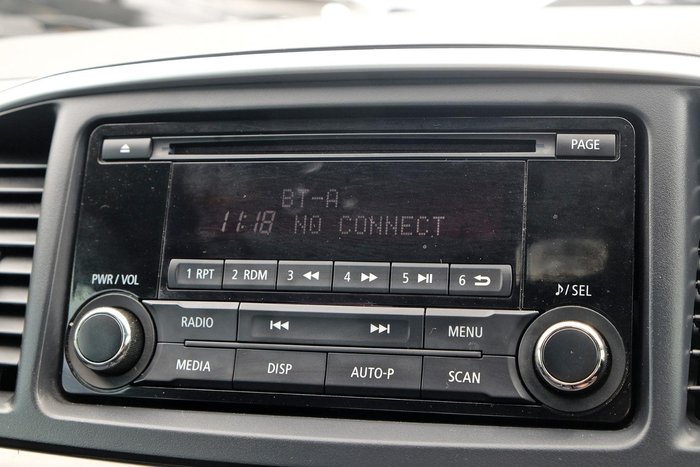 PAGE
BT-A
11:18 NO CONNECT
1 RPT 2 RDM 3 4 5 6
PWR/VOL
♪/SEL
RADIO MENU
MEDIA DISP AUTO-P SCAN